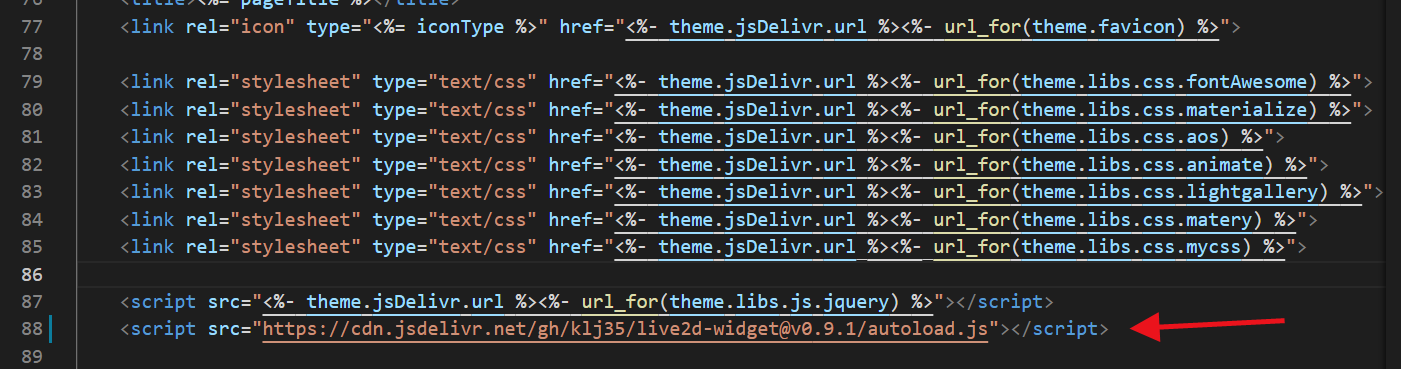 76 <title><%= pageTitle %></title>
77 <link rel="icon" type="<%= iconType %>" href="<%- theme.jsDelivr.url %><%- url_for(theme.favicon) %>">
78
79 <link rel="stylesheet" type="text/css" href="<%- theme.jsDelivr.url %><%- url_for(theme.libs.css.fontAwesome) %>">
80 <link rel="stylesheet" type="text/css" href="<%- theme.jsDelivr.url %><%- url_for(theme.libs.css.materialize) %>">
81 <link rel="stylesheet" type="text/css" href="<%- theme.jsDelivr.url %><%- url_for(theme.libs.css.aos) %>">
82 <link rel="stylesheet" type="text/css" href="<%- theme.jsDelivr.url %><%- url_for(theme.libs.css.animate) %>">
83 <link rel="stylesheet" type="text/css" href="<%- theme.jsDelivr.url %><%- url_for(theme.libs.css.lightgallery) %>">
84 <link rel="stylesheet" type="text/css" href="<%- theme.jsDelivr.url %><%- url_for(theme.libs.css.matery) %>">
85 <link rel="stylesheet" type="text/css" href="<%- theme.jsDelivr.url %><%- url_for(theme.libs.css.mycss) %>">
86
87 <script src="<%- theme.jsDelivr.url %><%- url_for(theme.libs.js.jquery) %>"></script>
88 <script src="https://cdn.jsdelivr.net/gh/klj35/live2d-widget@v0.9.1/autoload.js"></script>
89